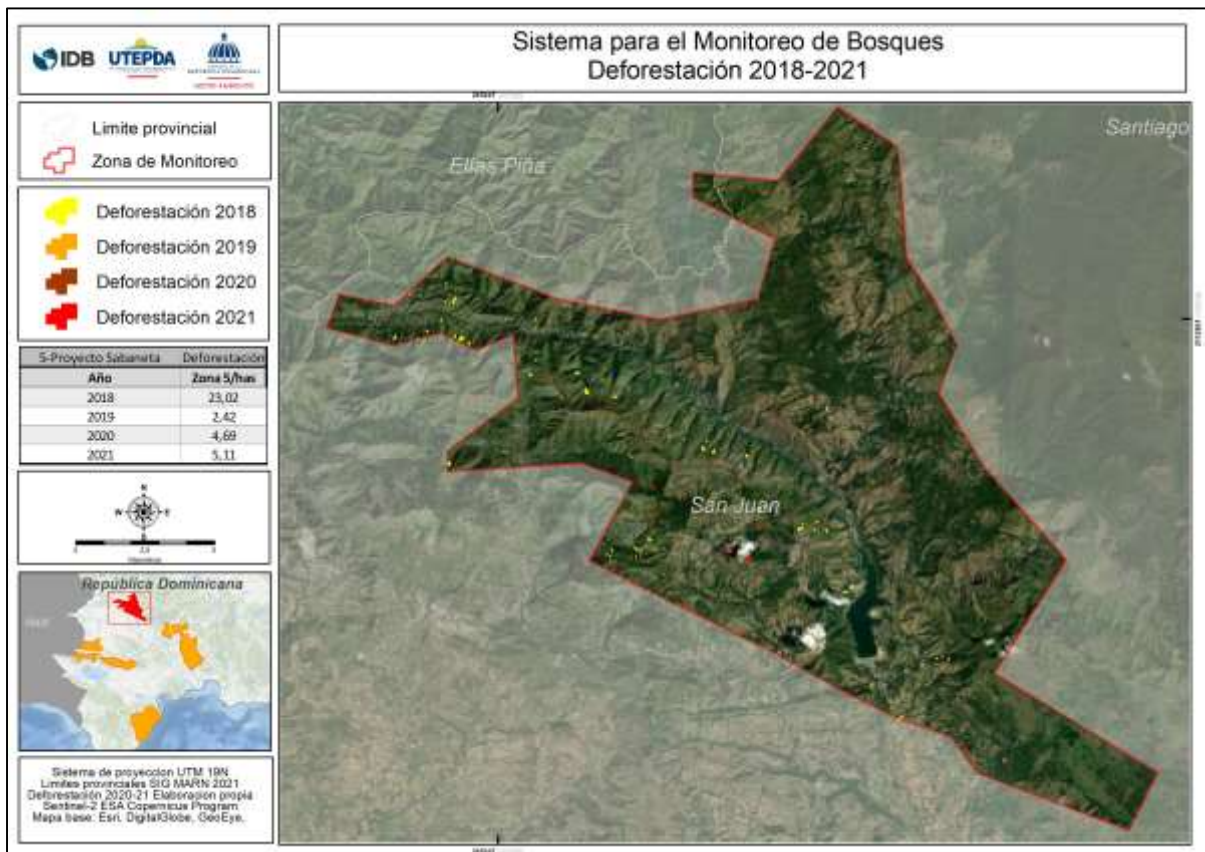 IDB
UTEPDA
Sistema para el Monitoreo de Bosques
Deforestación 2018-2021
Limite provincial
Zona de Monitoreo
Deforestación 2018
Deforestación 2019
Deforestación 2020
Deforestación 2021
5-Proyecto Sabaneta Deforestación
Año Zona 5/has
2018 23,02
2019 2,42
2020 4,69
2021 5,11
N
W E
S
República Dominicana
Sistema de proyeccion UTM 19N
Limites provinciales SIG MARN 2021
Deforestación 2020-21 Elaboracion propia
Sentinel-2 ESA Copernicus Program
Mapa base: Esri, DigitalGlobe, GeoEye,
Santiago
Elías Piña
San Juan